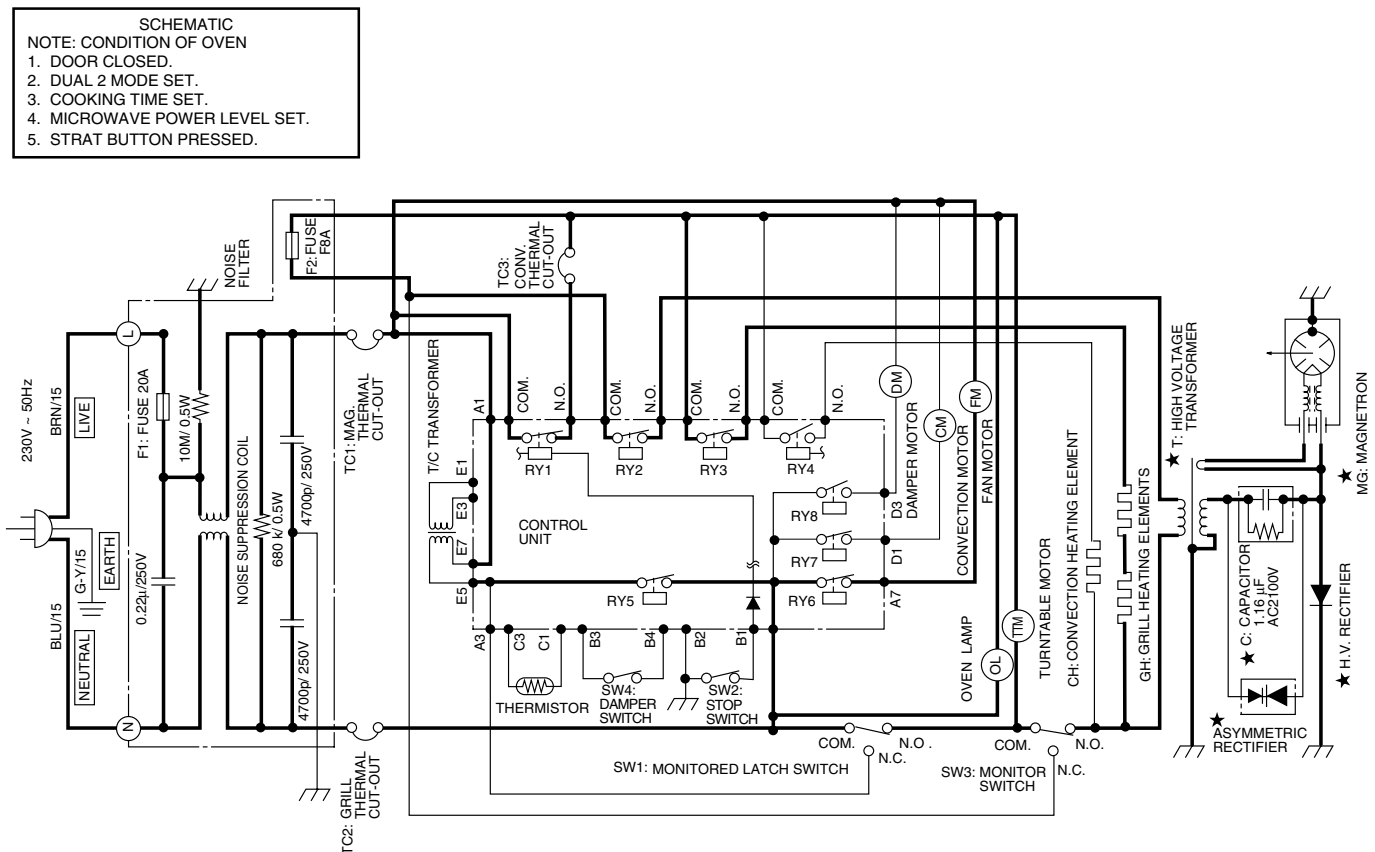 SCHEMATIC
NOTE: CONDITION OF OVEN
1. DOOR CLOSED.
2. DUAL 2 MODE SET.
3. COOKING TIME SET.
4. MICROWAVE POWER LEVEL SET.
5. STRAT BUTTON PRESSED.
230V ~ 50Hz
BRN/15
LIVE
G-Y/15
EARTH
BLU/15
NEUTRAL
L
N
F1: FUSE 20A
10M/ 0.5W
0.22µ/250V
NOISE
FILTER
NOISE SUPPRESSION COIL
680 k/ 0.5W
4700p/ 250V
4700p/ 250V
F2: FUSE
F8A
TC1: MAG.
THERMAL
CUT-OUT
TC2: GRILL
THERMAL
CUT-OUT
TC3:
CONV.
THERMAL
CUT-OUT
T/C TRANSFORMER
A1
E1
E3
E7
E5
A3
COM.
N.O.
COM.
N.O.
COM.
N.O.
COM.
N.O.
RY1
RY2
RY3
RY4
RY8
RY7
RY5
RY6
CONTROL
UNIT
D3
D1
A7
C3
C1
B3
B4
B2
B1
THERMISTOR
SW4:
DAMPER
SWITCH
SW2:
STOP
SWITCH
DM
CM
FM
DAMPER MOTOR
CONVECTION MOTOR
FAN MOTOR
OL
OVEN LAMP
TTM
TURNTABLE MOTOR
CH: CONVECTION HEATING ELEMENT
GH: GRILL HEATING ELEMENTS
COM.
N.O .
N.C.
SW1: MONITORED LATCH SWITCH
COM.
N.O.
N.C.
SW3: MONITOR
SWITCH
★ T: HIGH VOLTAGE
TRANSFORMER
★ C: CAPACITOR
1.16 µF
AC2100V
★ ASYMMETRIC
RECTIFIER
★ H.V. RECTIFIER
★
MG: MAGNETRON